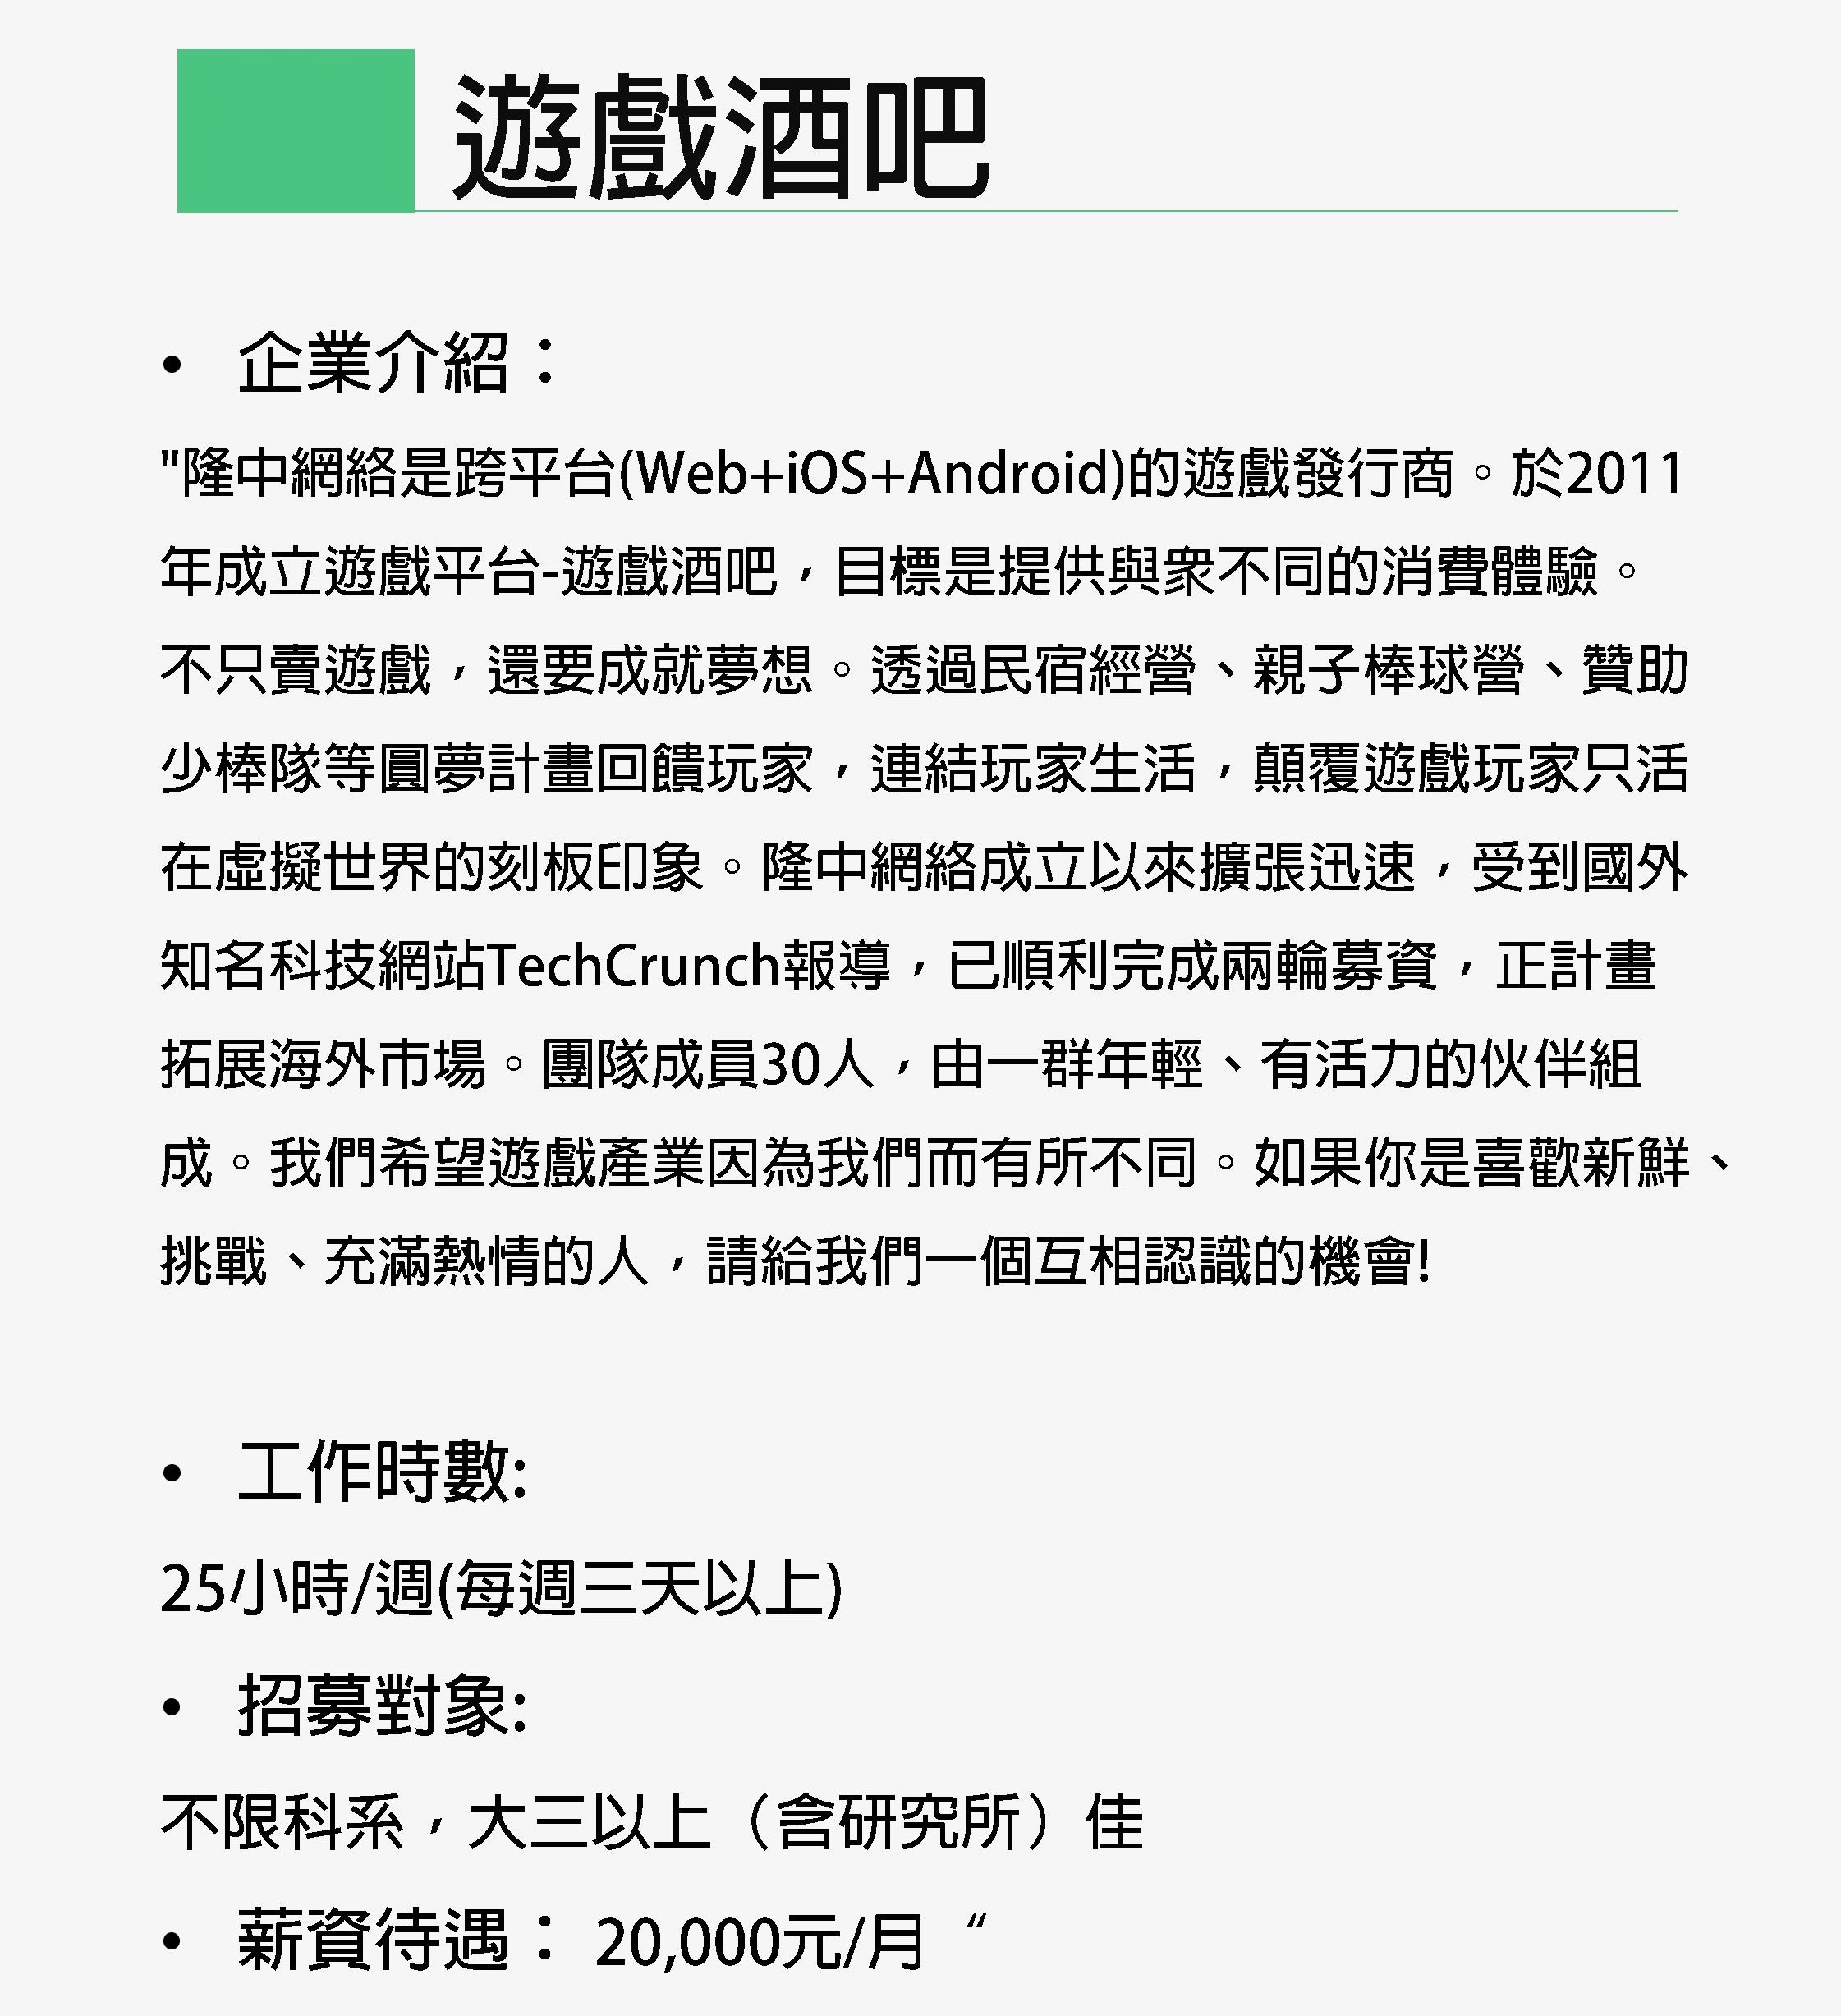 遊戲酒吧
• 企業介紹：
"隆中網絡是跨平台(Web+iOS+Android)的遊戲發行商。於2011
年成立遊戲平台-遊戲酒吧，目標是提供與眾不同的消費體驗。
不只賣遊戲，還要成就夢想。透過民宿經營、親子棒球營、贊助
少棒隊等圓夢計畫回饋玩家，連結玩家生活，顛覆遊戲玩家只活
在虛擬世界的刻板印象。隆中網絡成立以來擴張迅速，受到國外
知名科技網站TechCrunch報導，已順利完成兩輪募資，正計畫
拓展海外市場。團隊成員30人，由一群年輕、有活力的伙伴組
成。我們希望遊戲產業因為我們而有所不同。如果你是喜歡新鮮、
挑戰、充滿熱情的人，請給我們一個互相認識的機會!
• 工作時數:
25小時/週(每週三天以上)
• 招募對象:
不限科系，大三以上（含研究所）佳
• 薪資待遇： 20,000元/月“